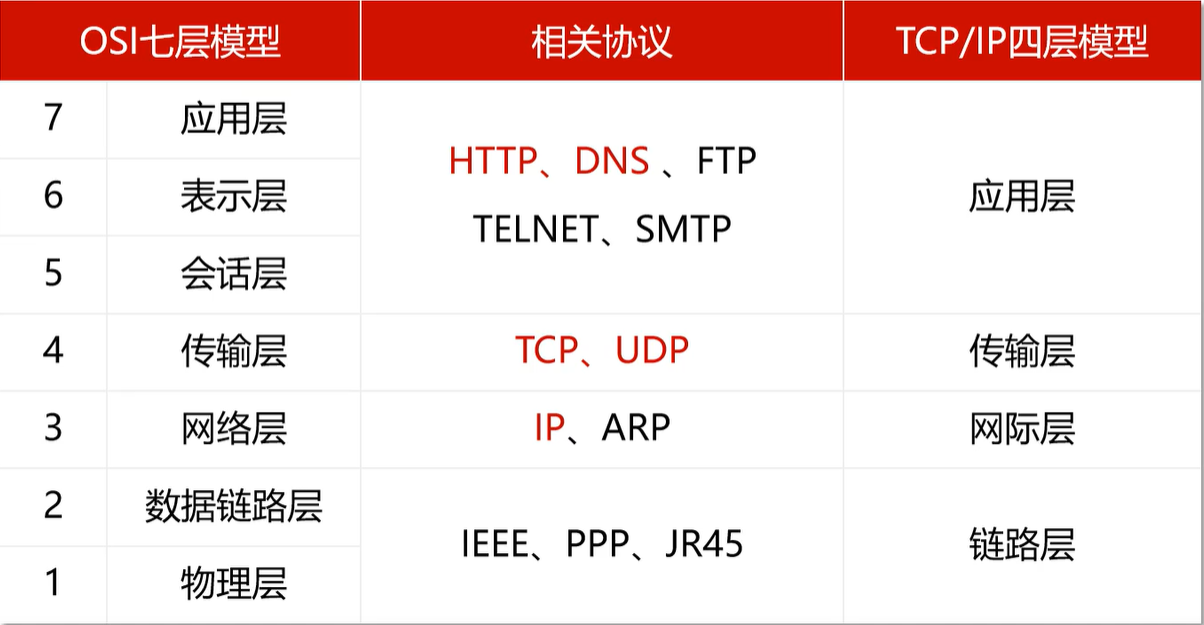 OSI七层模型 相关协议 TCP/IP四层模型
7 应用层
HTTP、DNS 、FTP
6 表示层 应用层
TELNET、SMTP
5 会话层
4 传输层 TCP、UDP 传输层
3 网络层 IP、ARP 网际层
2 数据链路层
IEEE、PPP、JR45 链路层
1 物理层